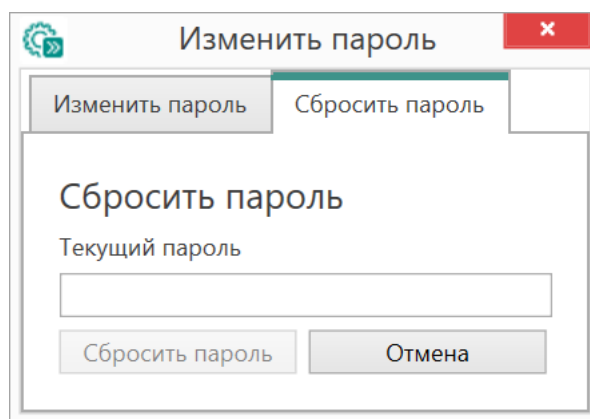 Изменить пароль
Изменить пароль Сбросить пароль
Сбросить пароль
Текущий пароль
Сбросить пароль Отмена